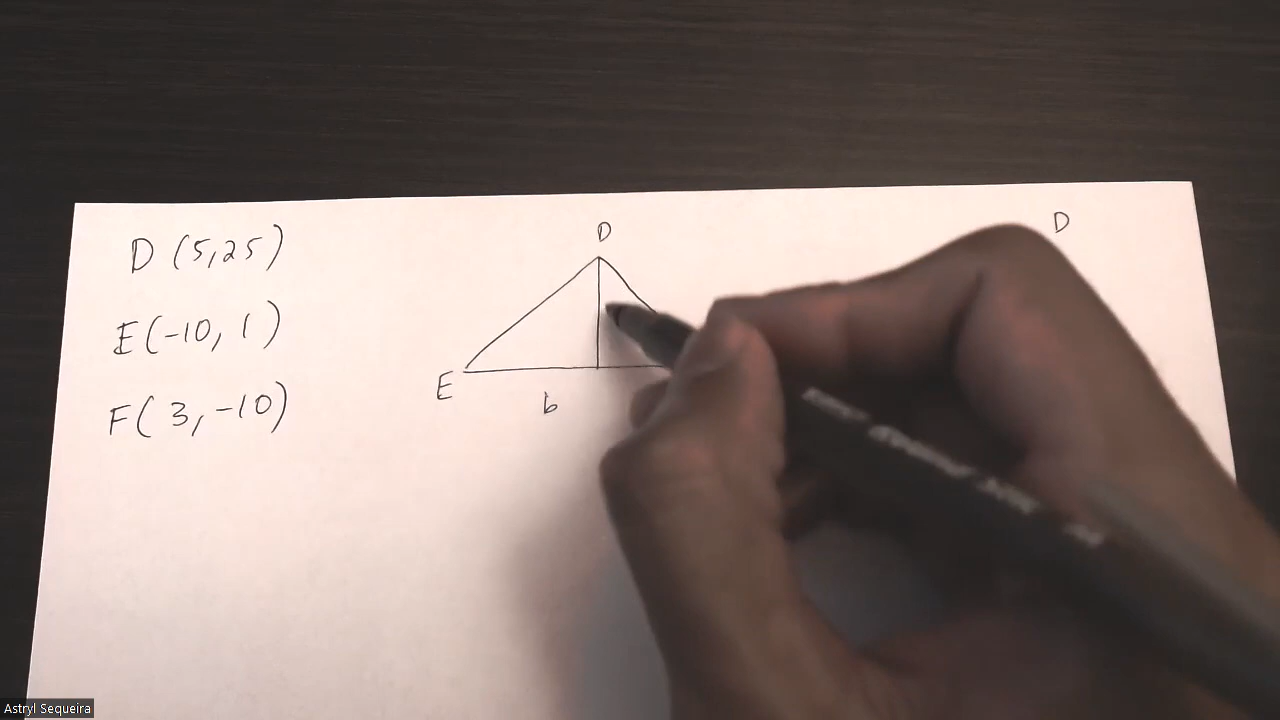 D (5,25)
E(-10, 1)
F( 3, -10)
D
E
b
D
Astryl Sequeira